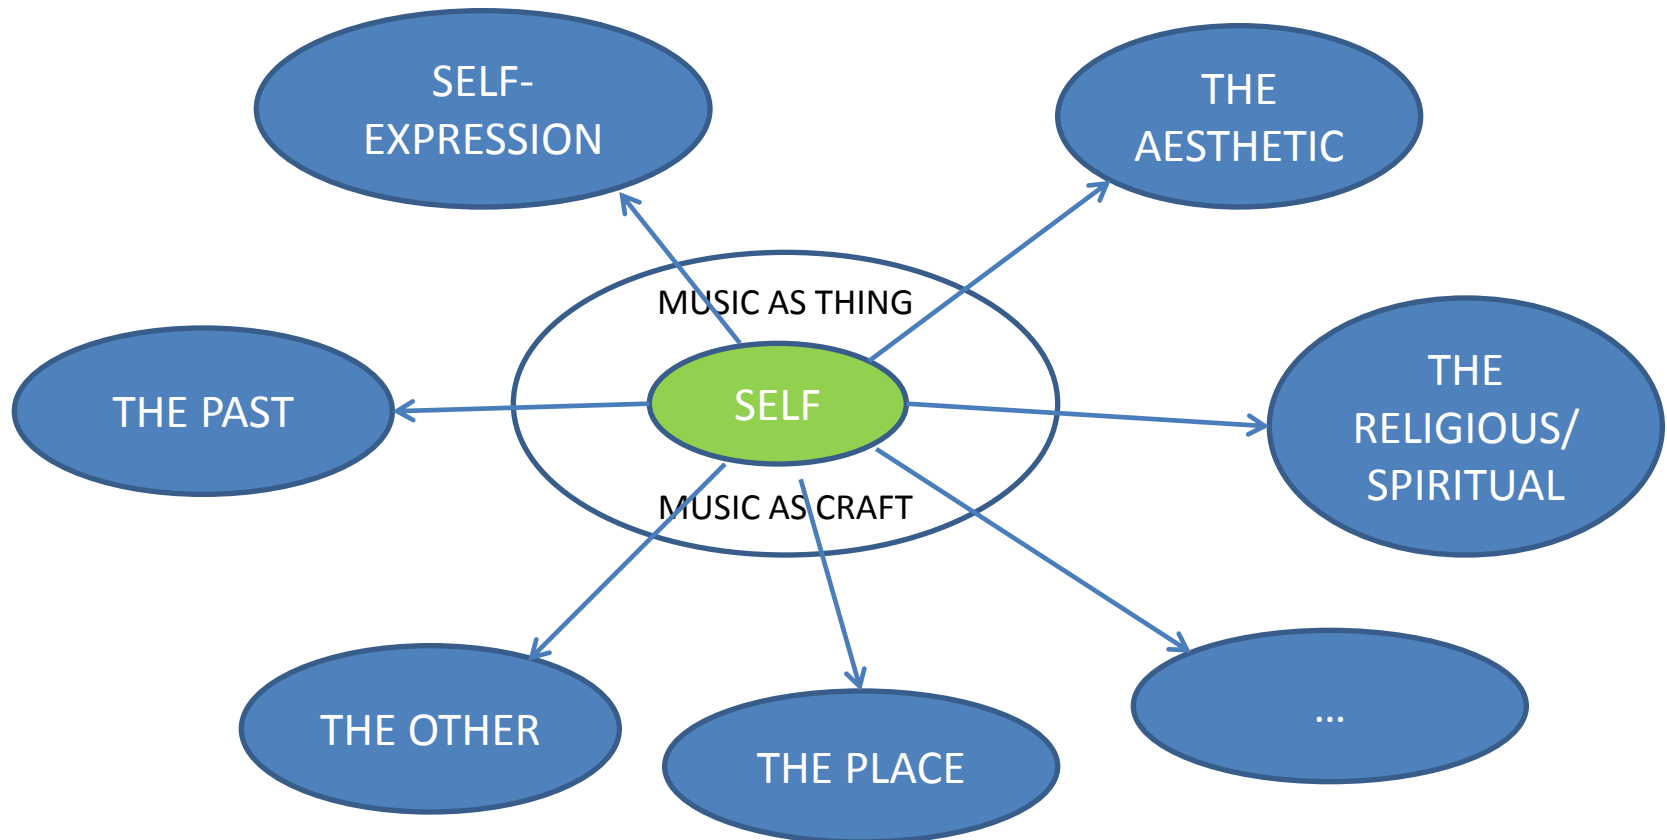 SELF-
EXPRESSION
THE
AESTHETIC
MUSIC AS THING
THE PAST
SELF
THE
RELIGIOUS/
SPIRITUAL
MUSIC AS CRAFT
THE OTHER
THE PLACE
...